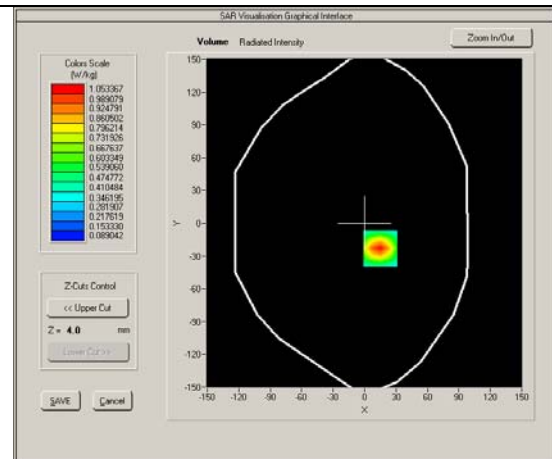 SAR Visualisation Graphical Interface
Volume Radiated Intensity
Zoom In/Out
Colors Scale
(W/kg)
1.053367
0.989079
0.924791
0.860502
0.796214
0.731926
0.667637
0.603349
0.539060
0.474772
0.410484
0.346195
0.281907
0.217619
0.153330
0.089042
150-
120-
90-
60-
30-
0-
-30-
-60-
-90-
-120-
-150-
Y
-150 -120 -90 -60 -30 0 30 60 90 120 150
X
Z-Cuts Control
<< Upper Cut
Z = 4.0 mm
Lower Cut >>
SAVE Cancel